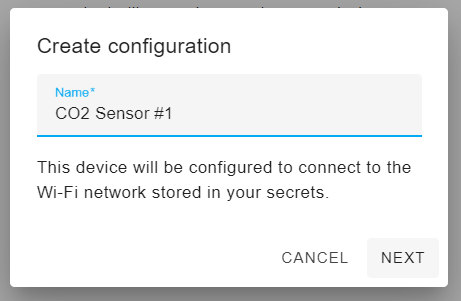 Create configuration
Name*
CO2 Sensor #1
This device will be configured to connect to the
Wi-Fi network stored in your secrets.
CANCEL NEXT